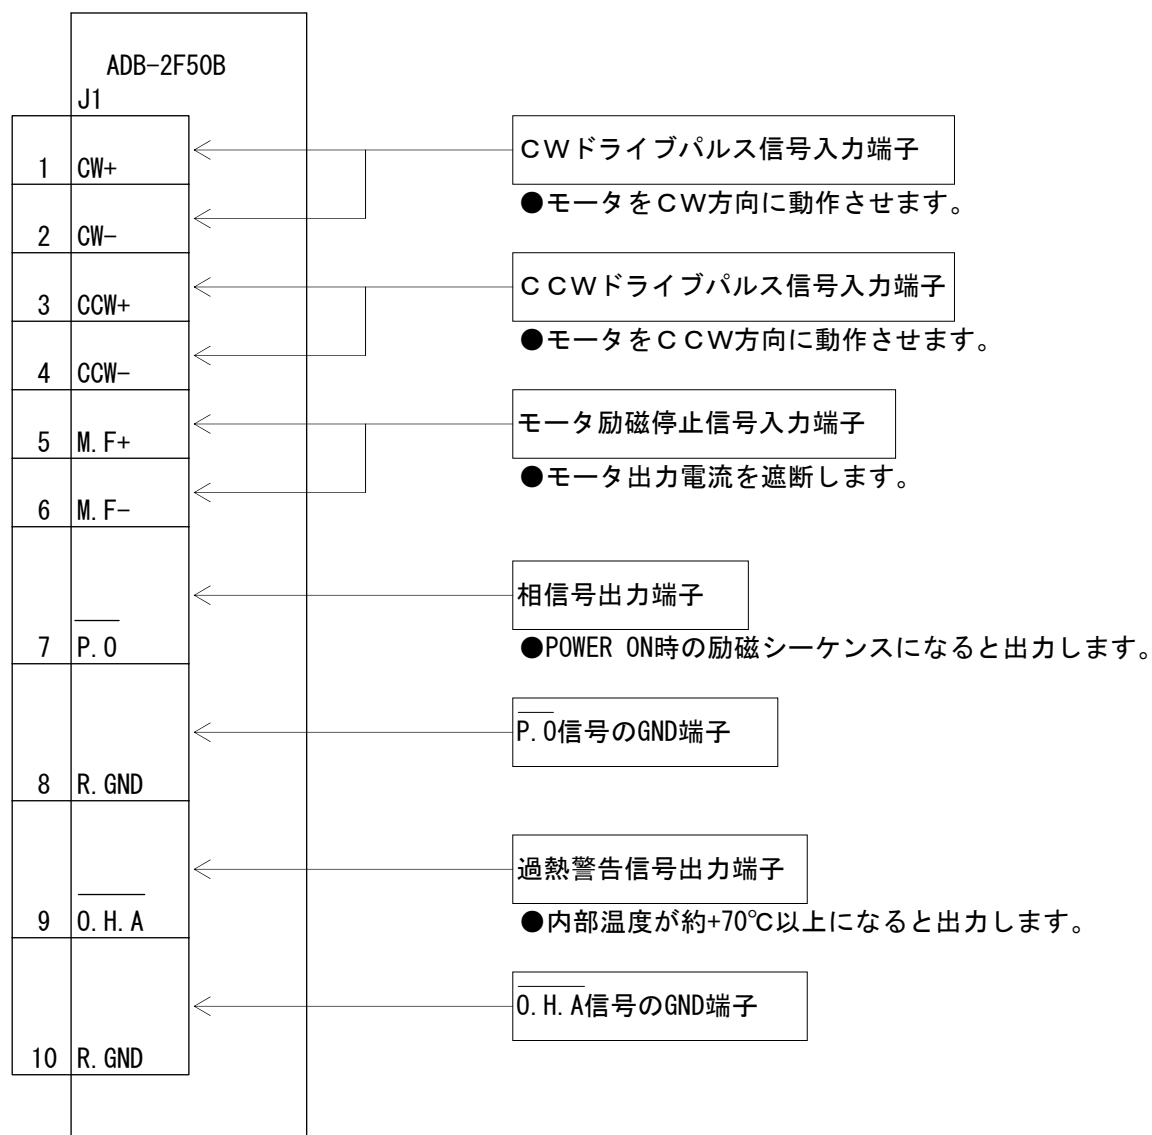 ADB-2F50B
J1
1 CW+
CWドライブパルス信号入力端子
●モータをCW方向に動作させます。
2 CW-
3 CCW+
CCWドライブパルス信号入力端子
●モータをCCW方向に動作させます。
4 CCW-
5 M.F+
モータ励磁停止信号入力端子
●モータ出力電流を遮断します。
6 M.F-
相信号出力端子
7 P.O
●POWER ON時の励磁シーケンスになると出力します。
P.O信号のGND端子
8 R.GND
過熱警告信号出力端子
9 O.H.A
●内部温度が約+70℃以上になると出力します。
O.H.A信号のGND端子
10 R.GND